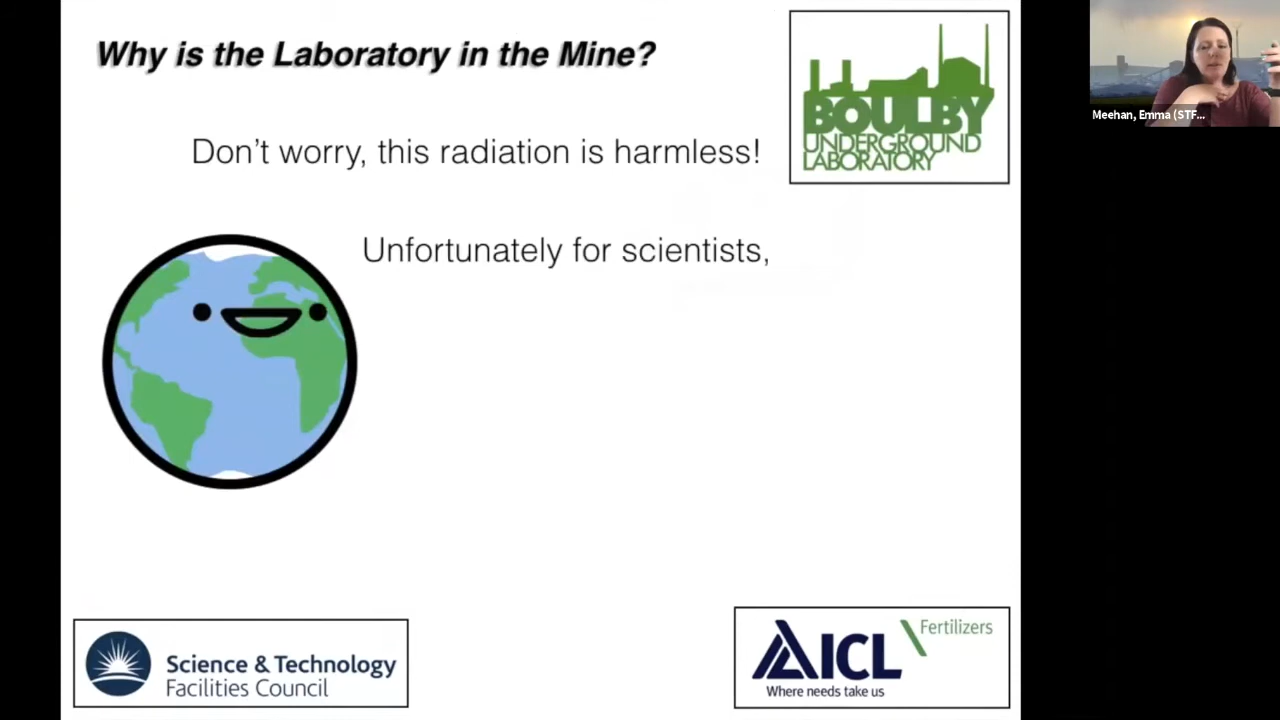 Why is the Laboratory in the Mine?
BOULBY
UNDERGROUND
LABORATORY
Meehan, Emma (STF...
Don't worry, this radiation is harmless!
Unfortunately for scientists,
Science & Technology
Facilities Council
ICL Fertilizers
Where needs take us